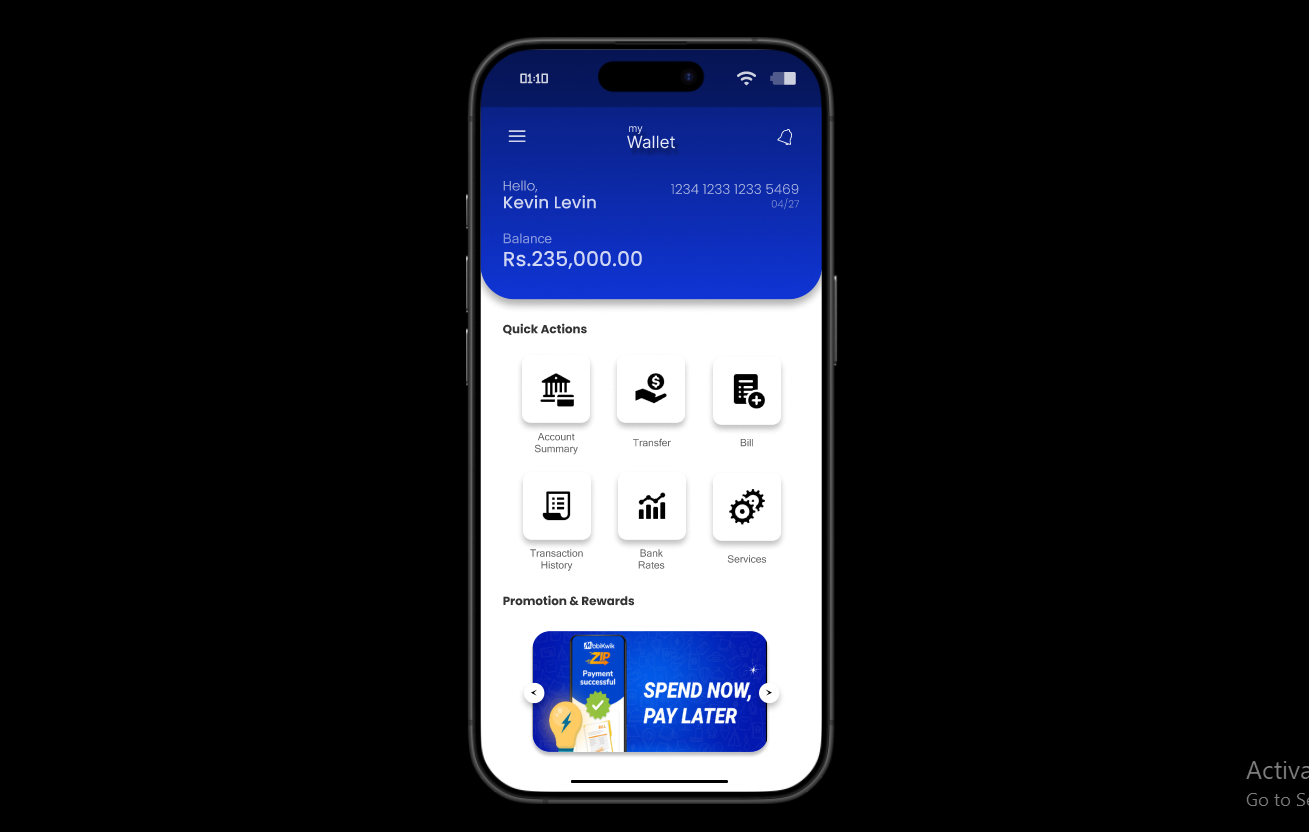 01:10
my
Wallet
Hello,
Kevin Levin
1234 1233 1233 5469
04/27
Balance
Rs.235,000.00
Quick Actions
Account
Summary
Transfer
Bill
Transaction
History
Bank
Rates
Services
Promotion & Rewards
MobiKwik
ZIP
Payment
successful
BILL
SPEND NOW,
PAY LATER
< >
Activa
Go to Se